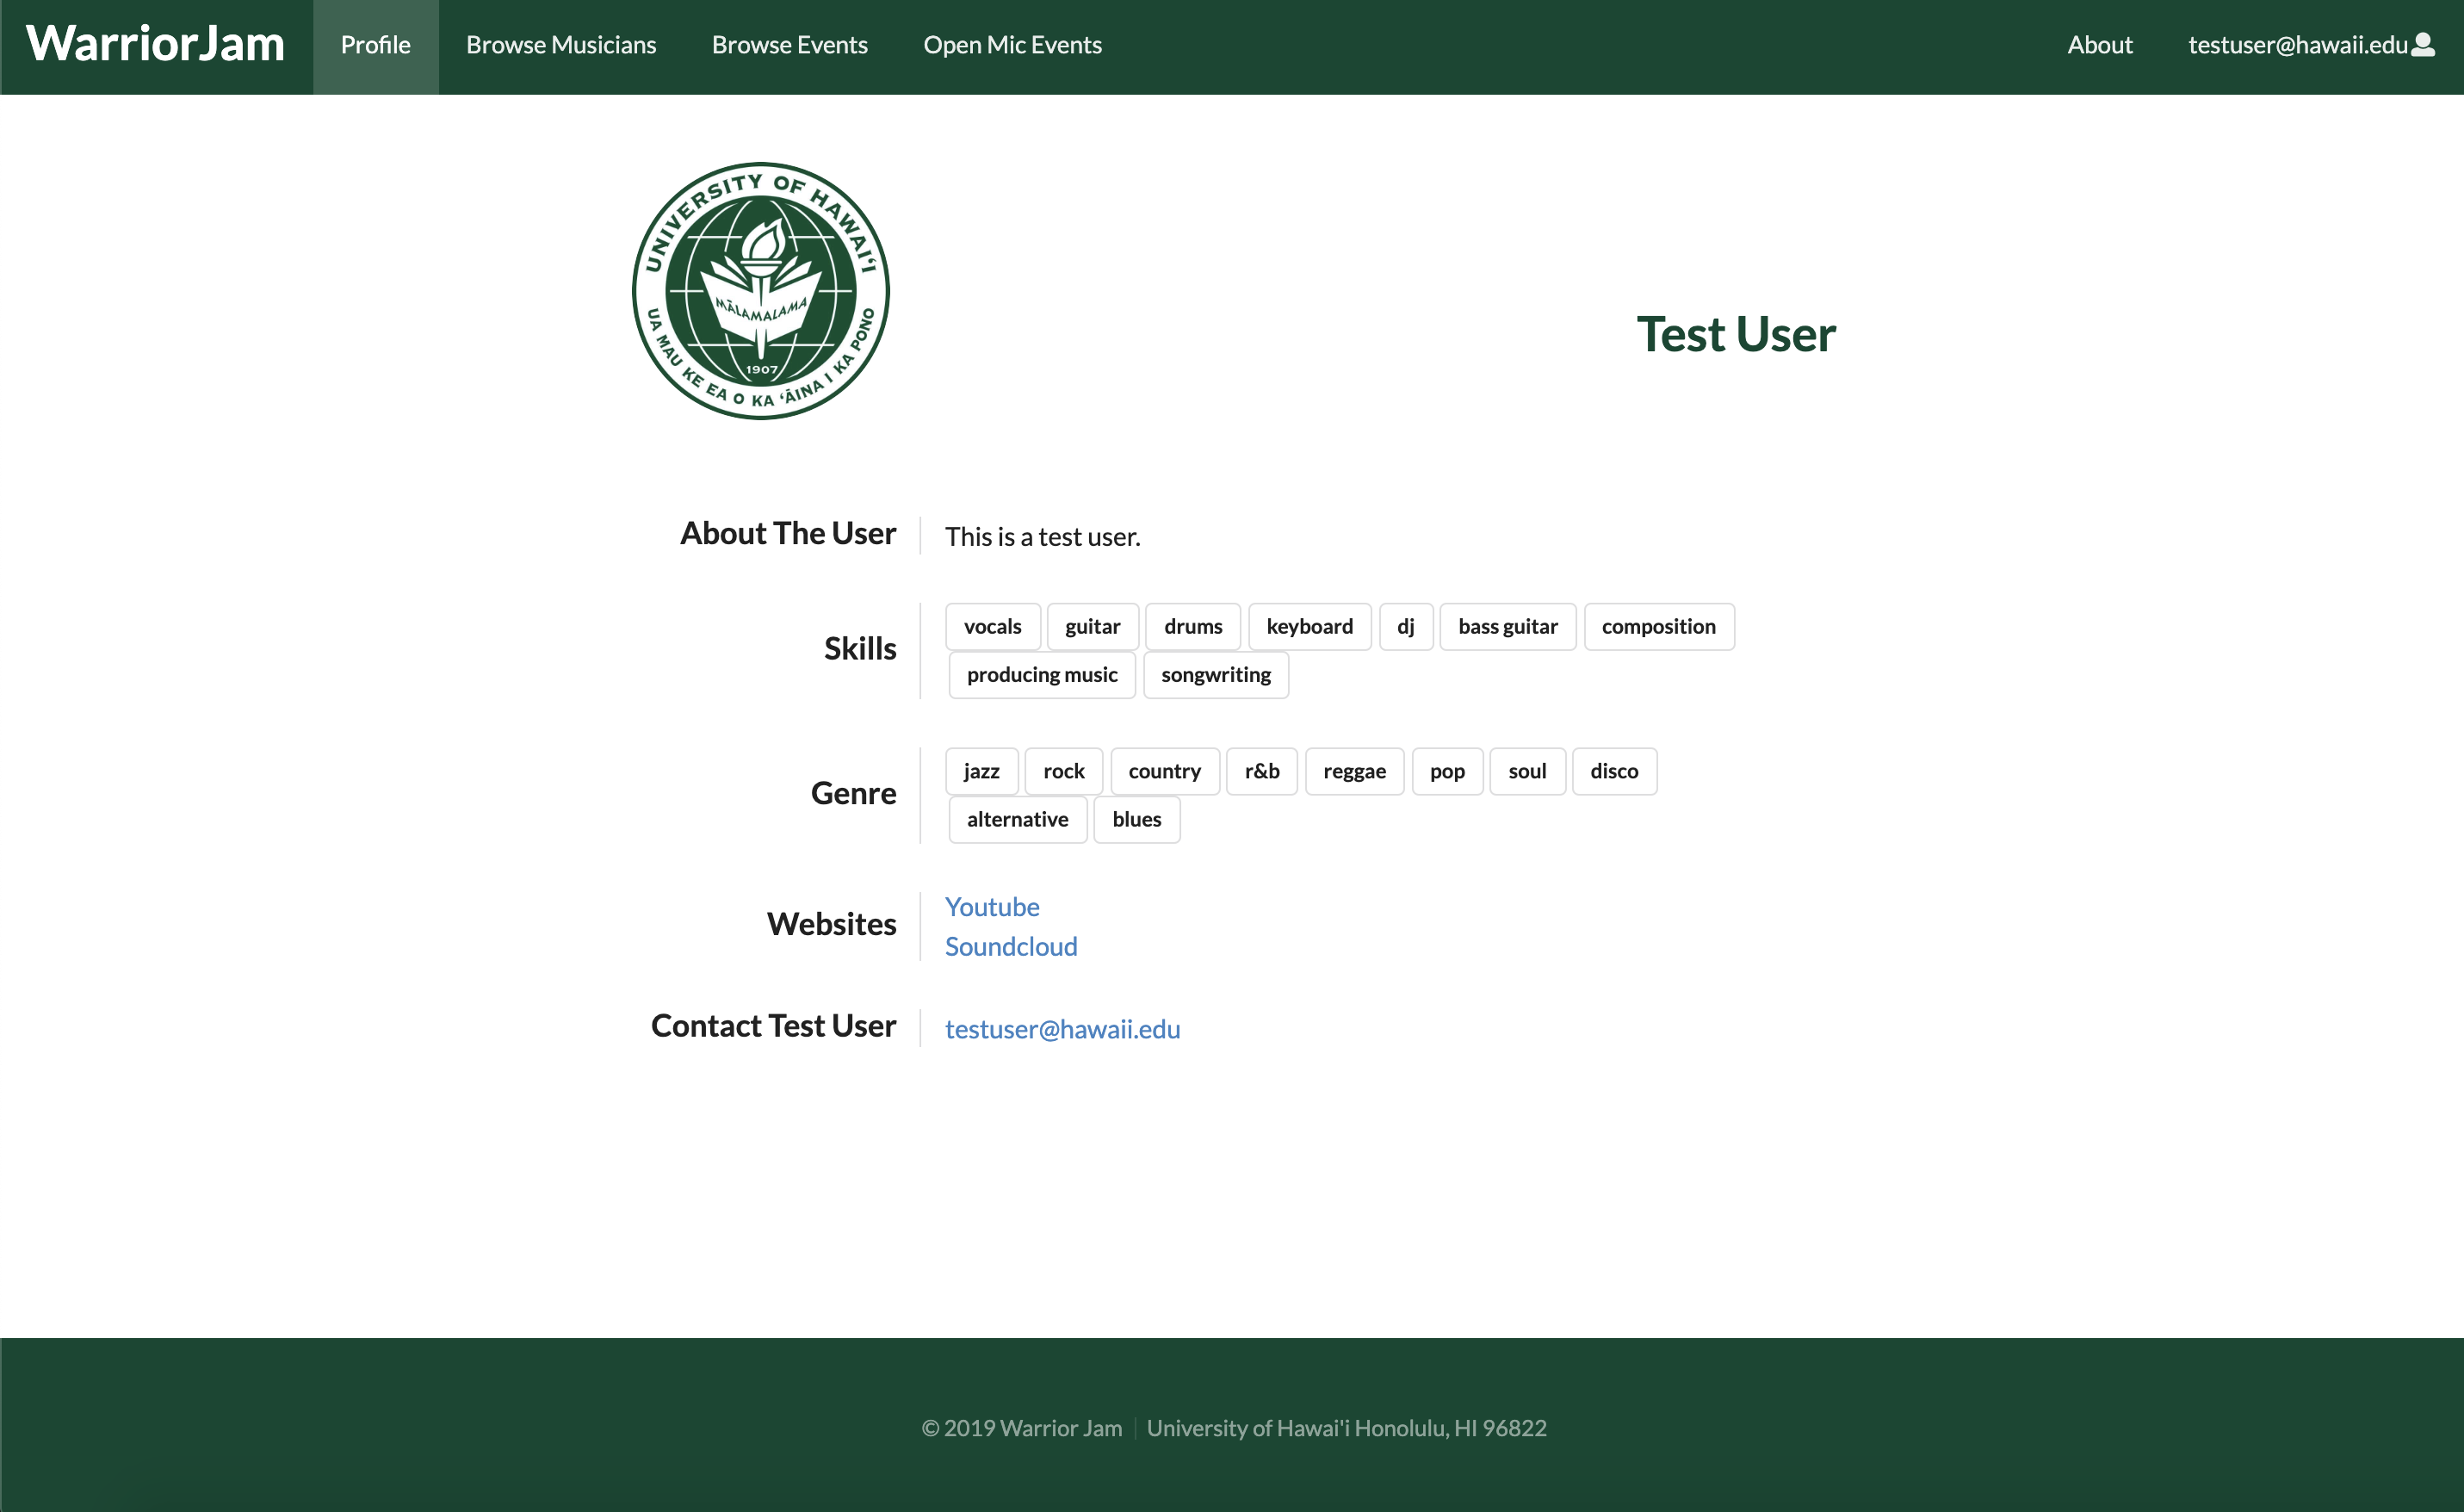 WarriorJam Profile Browse Musicians Browse Events Open Mic Events About testuser@hawaii.edu
UNIVERSITY OF HAWAIʻI
MĀLAMALAMA
1907
UA MAU KE EA O KA ʻĀINA I KA PONO
Test User
About The User This is a test user.
Skills
vocals guitar drums keyboard dj bass guitar composition
producing music songwriting
Genre
jazz rock country r&b reggae pop soul disco
alternative blues
Websites
Youtube
Soundcloud
Contact Test User testuser@hawaii.edu
© 2019 Warrior Jam University of Hawai'i Honolulu, HI 96822